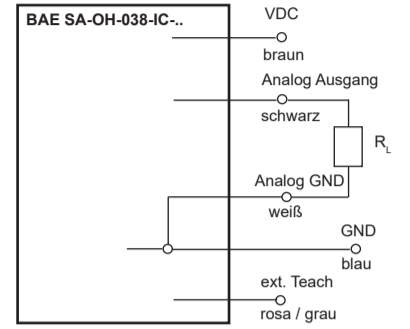 BAE SA-OH-038-IC-..
VDC
braun
Analog Ausgang
schwarz
R_L
Analog GND
weiß
GND
blau
ext. Teach
rosa / grau